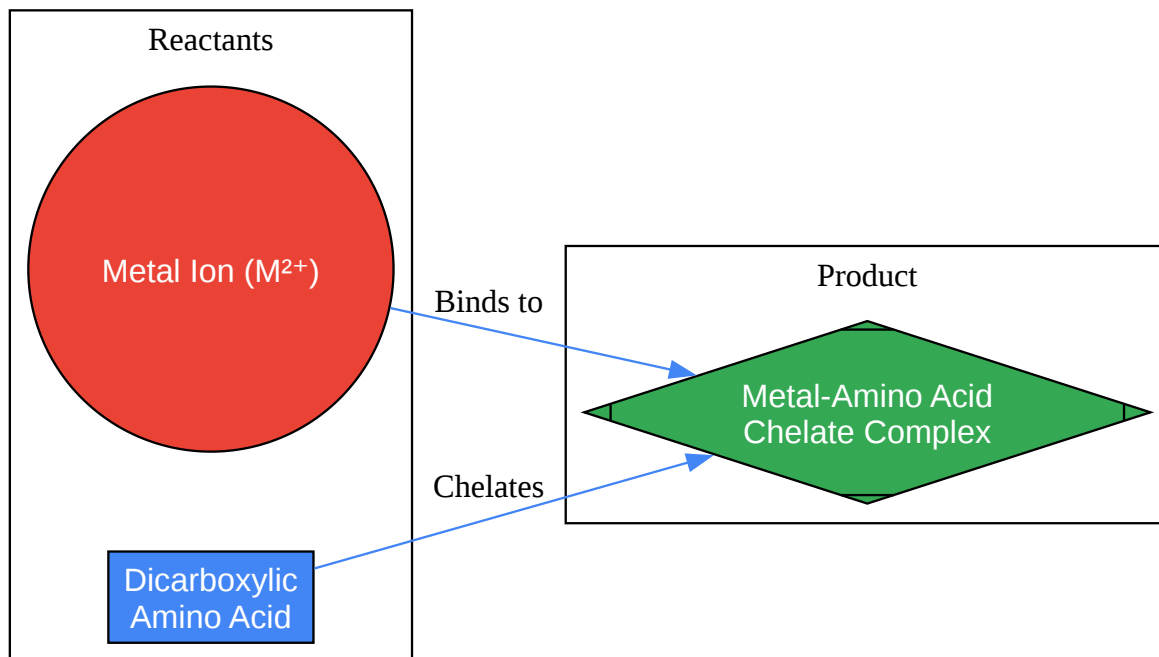 Reactants
Metal Ion (M²⁺)
Binds to
Product
Metal-Amino Acid
Chelate Complex
Chelates
Dicarboxylic
Amino Acid